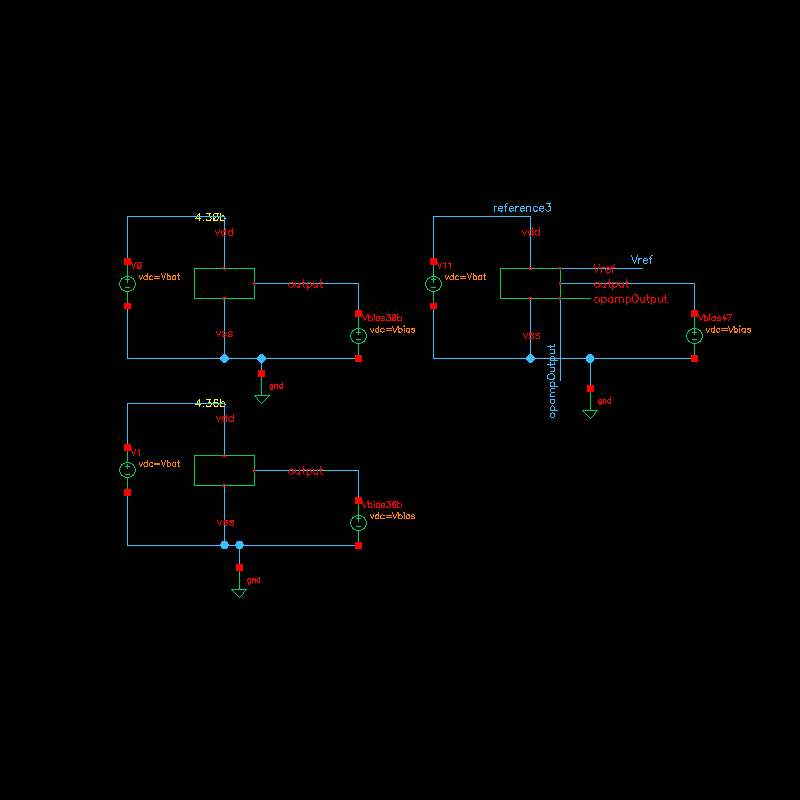 4.30b
vdd
V0
vdc=Vbat
output
Vbias30b
vdc=Vbias
vss
gnd
reference3
vdd
V11
vdc=Vbat
Vref
Vref
output
opampOutput
Vbias47
vdc=Vbias
vss
opampOutput
gnd
4.36b
vdd
V1
vdc=Vbat
output
Vbias36b
vdc=Vbias
vss
gnd